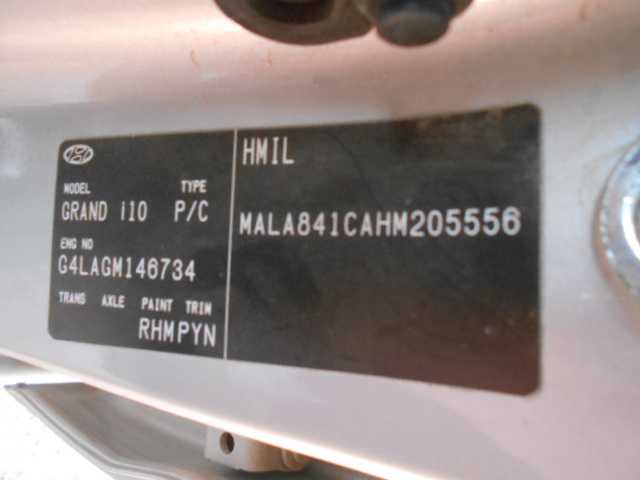 HMIL
MODEL TYPE
GRAND i10 P/C
MALA841CAHM205556
ENG NO
G4LAGM146734
TRANS AXLE PAINT TRIM
RHM PYN